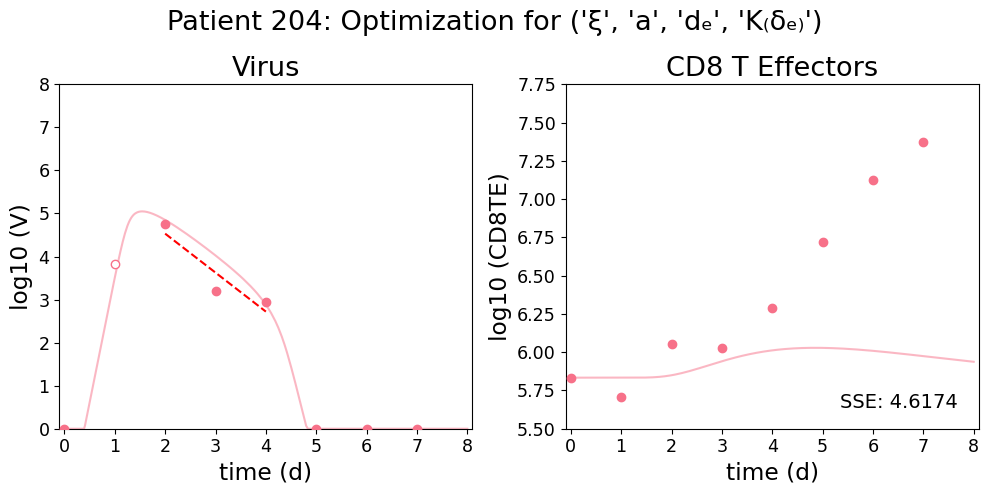 Patient 204: Optimization for ('ξ', 'a', 'dₑ', 'K₍δₑ₎')
Virus
CD8 T Effectors
8
7
6
5
4
3
2
1
0
log10 (V)
0 1 2 3 4 5 6 7 8
time (d)
7.75
7.50
7.25
7.00
6.75
6.50
6.25
6.00
5.75
5.50
log10 (CD8TE)
SSE: 4.6174
0 1 2 3 4 5 6 7 8
time (d)